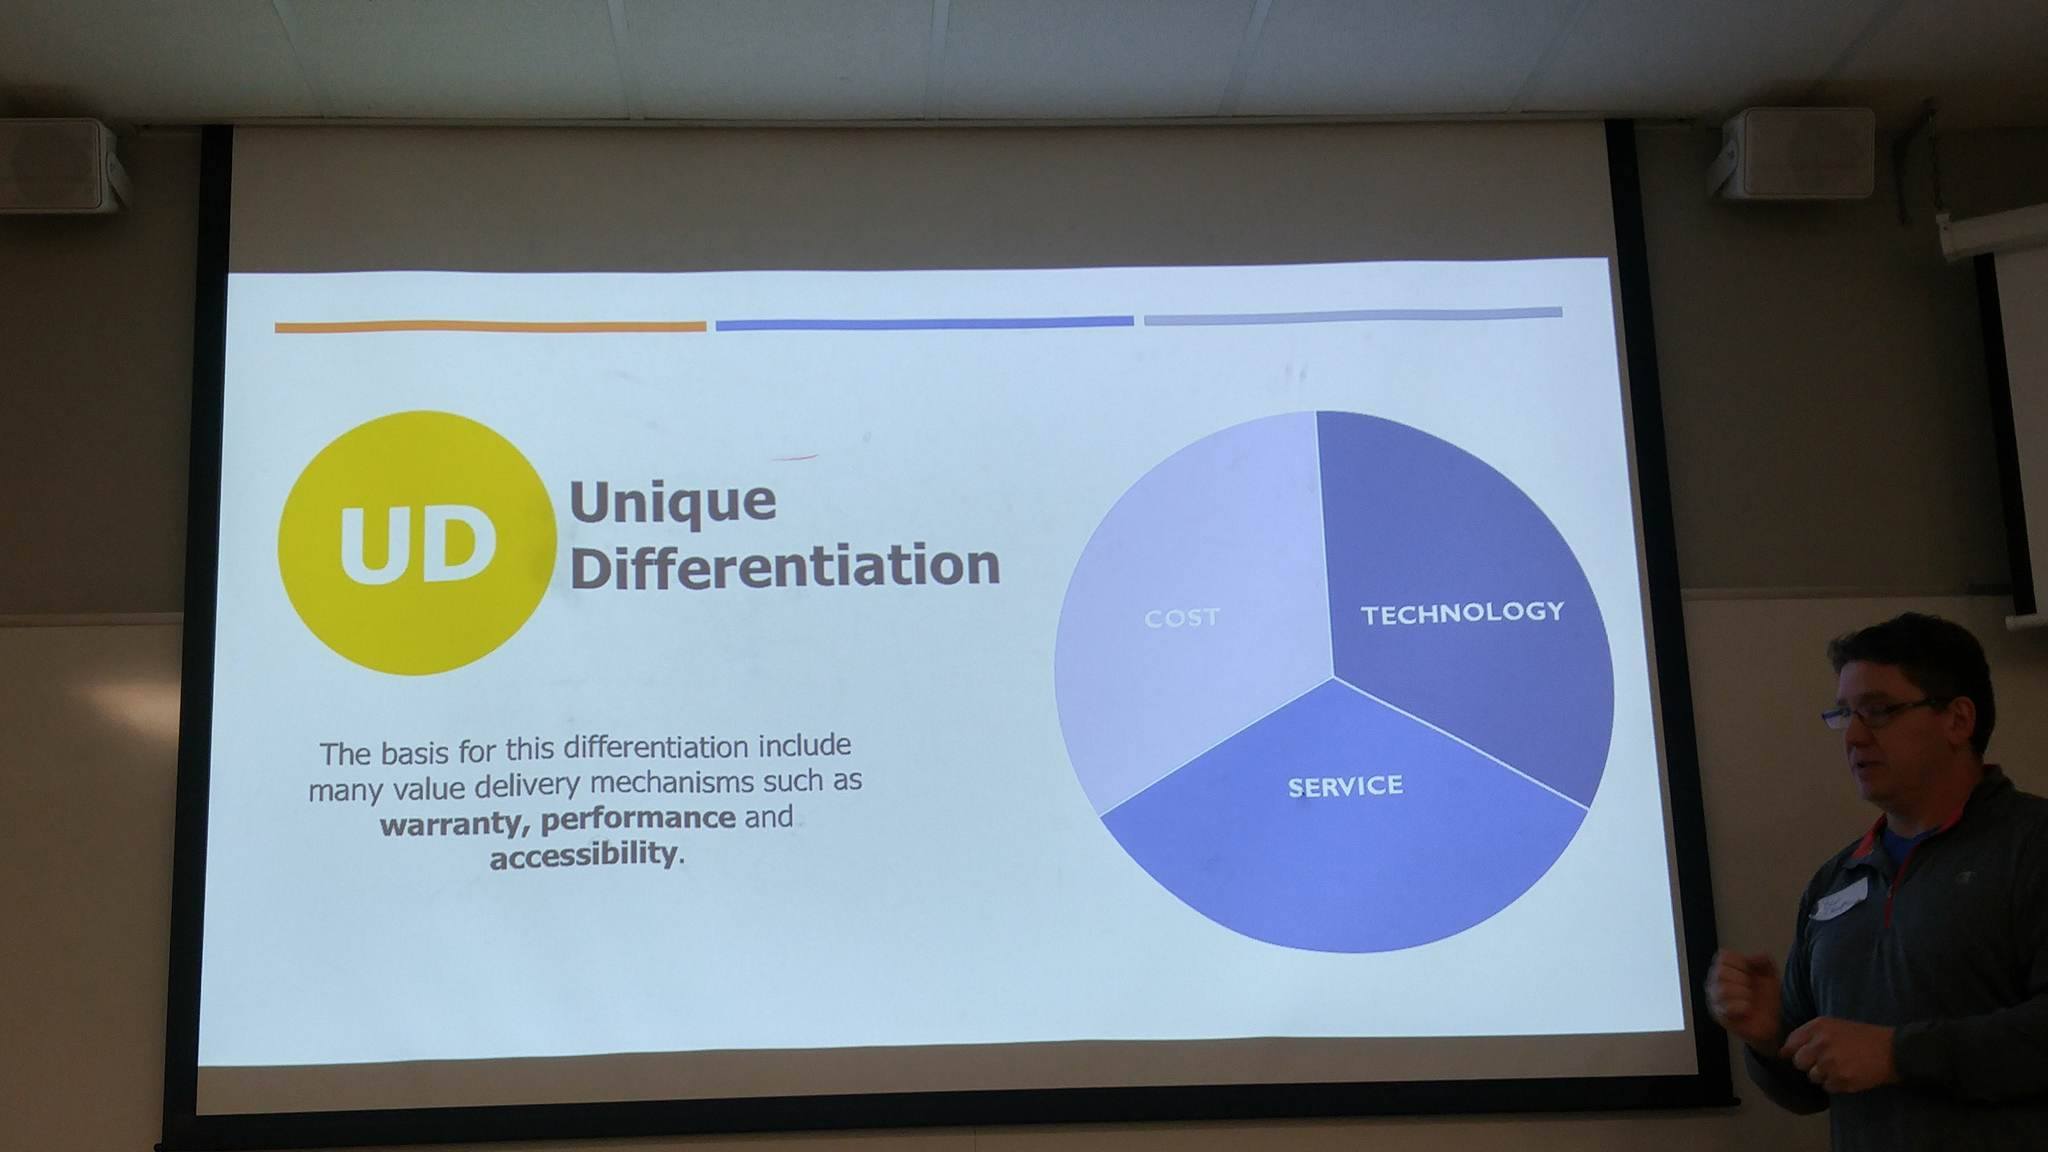 UD
Unique
Differentiation
The basis for this differentiation include
many value delivery mechanisms such as
warranty, performance and
accessibility.
COST
TECHNOLOGY
SERVICE